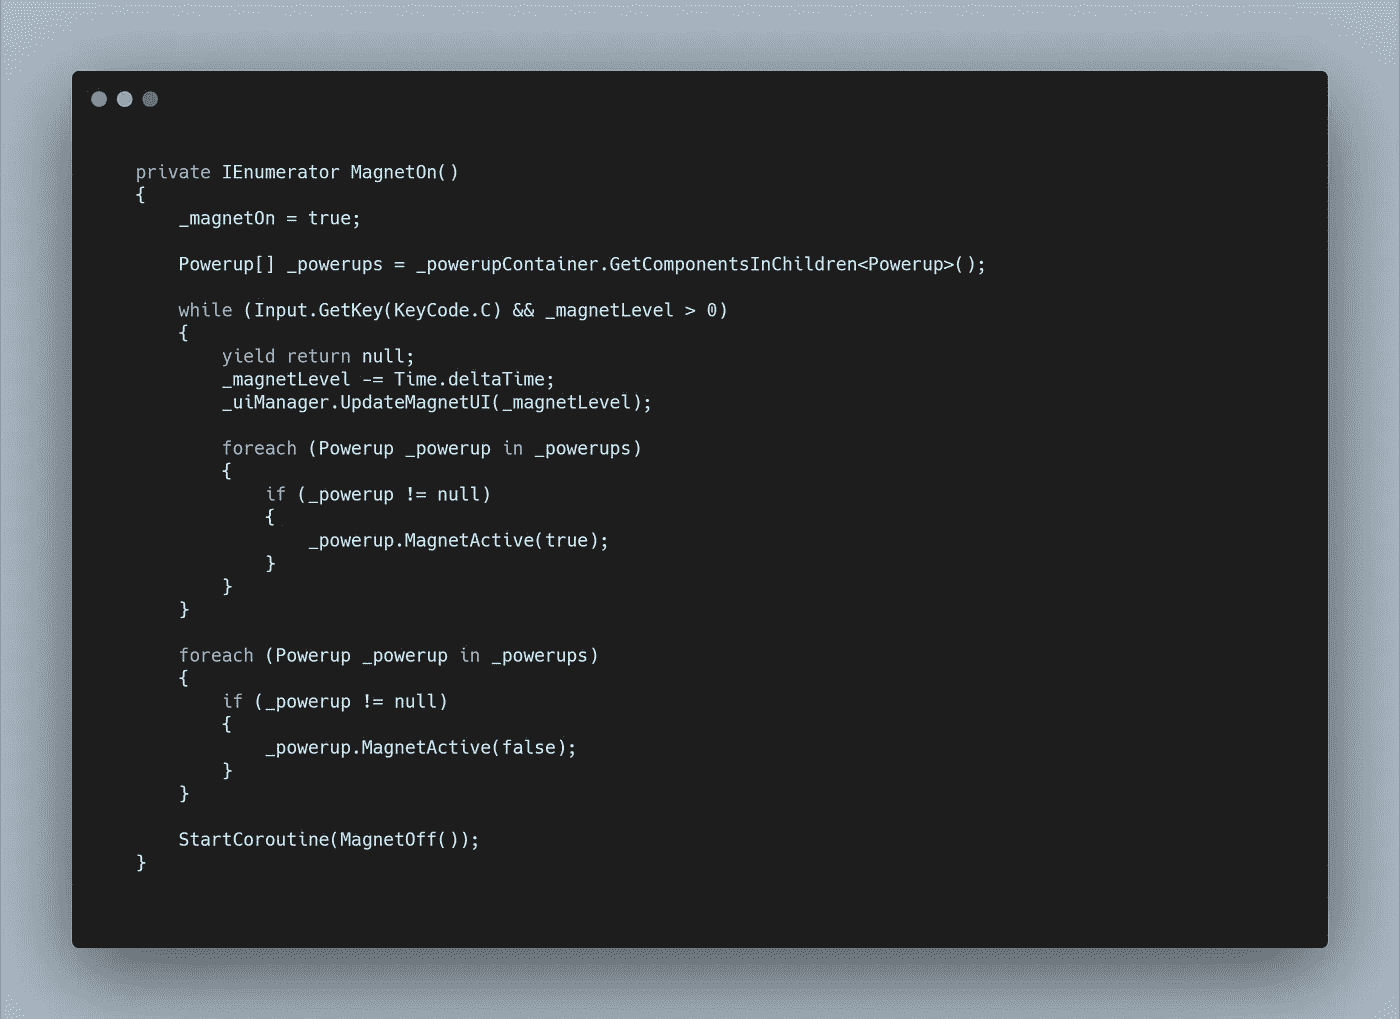 private IEnumerator MagnetOn()
{
    _magnetOn = true;

    Powerup[] _powerups = _powerupContainer.GetComponentsInChildren<Powerup>();

    while (Input.GetKey(KeyCode.C) && _magnetLevel > 0)
    {
        yield return null;
        _magnetLevel -= Time.deltaTime;
        _uiManager.UpdateMagnetUI(_magnetLevel);

        foreach (Powerup _powerup in _powerups)
        {
            if (_powerup != null)
            {
                _powerup.MagnetActive(true);
            }
        }
    }

    foreach (Powerup _powerup in _powerups)
    {
        if (_powerup != null)
        {
            _powerup.MagnetActive(false);
        }
    }

    StartCoroutine(MagnetOff());
}